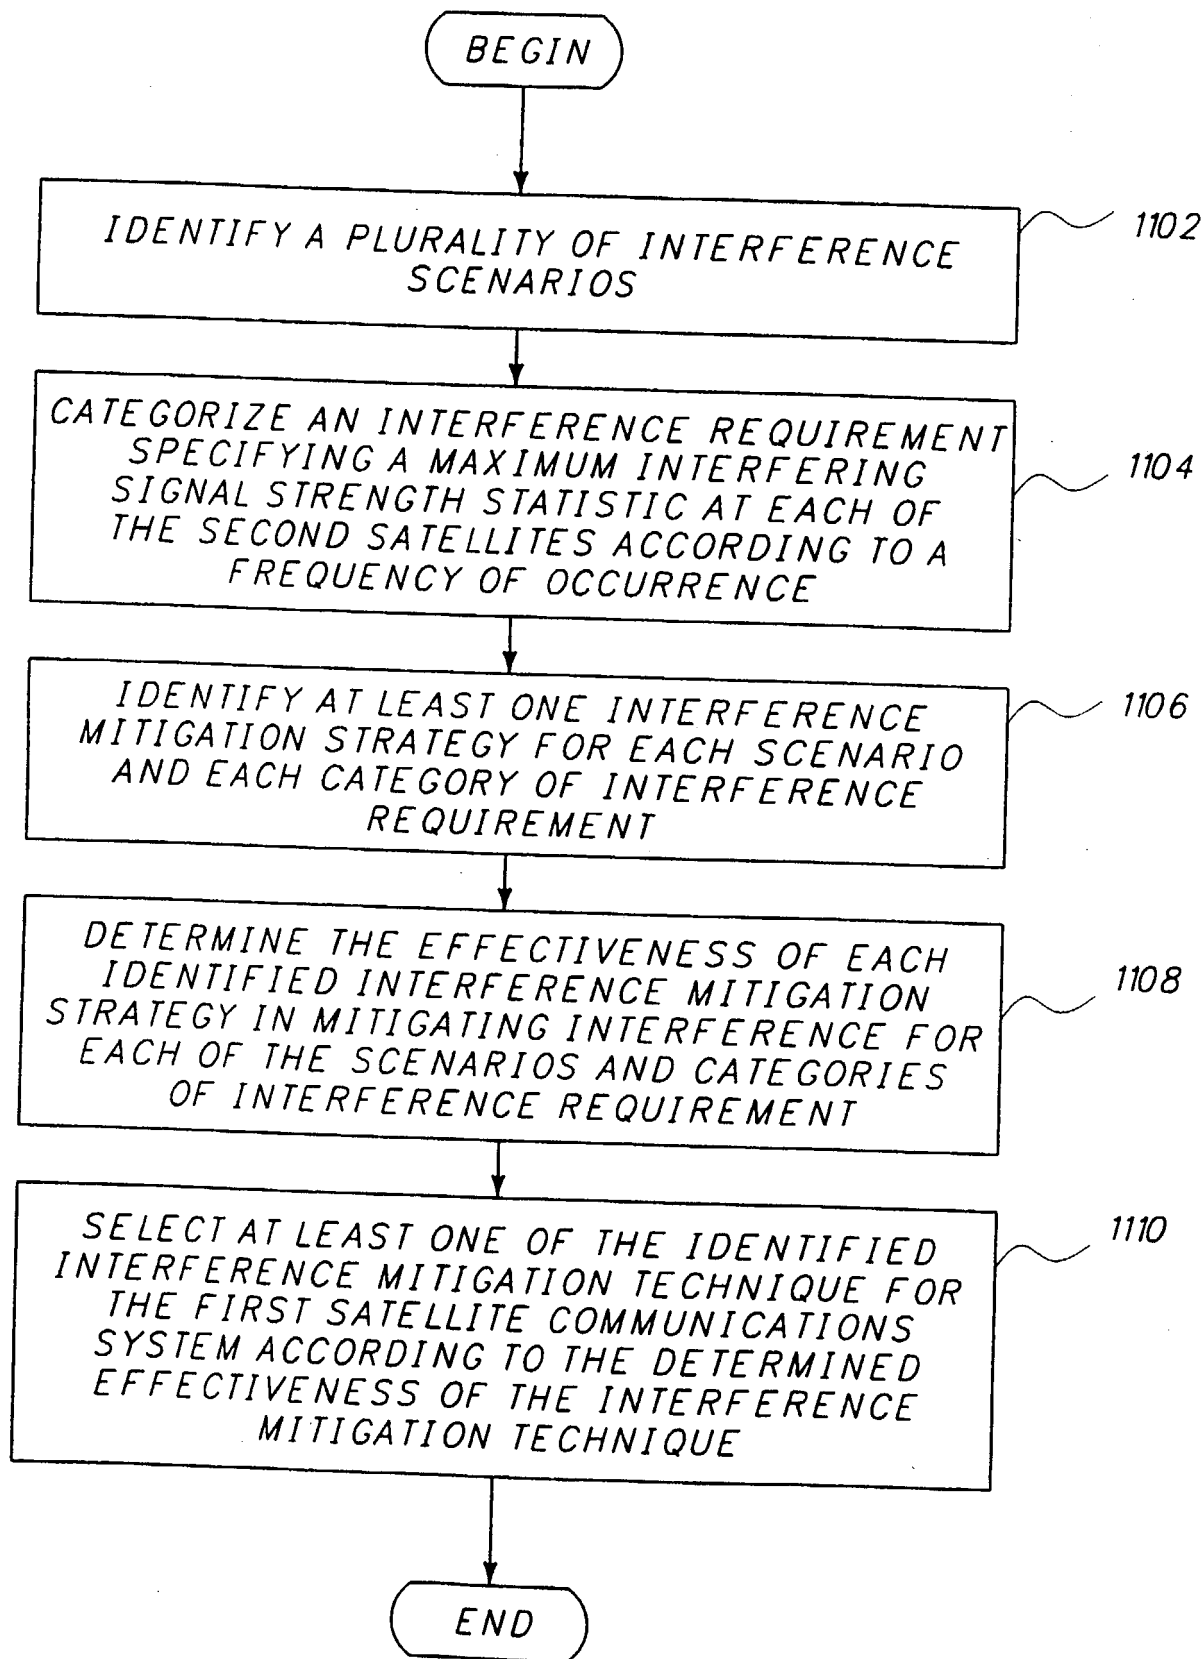 BEGIN
IDENTIFY A PLURALITY OF INTERFERENCE
SCENARIOS
1102
CATEGORIZE AN INTERFERENCE REQUIREMENT
SPECIFYING A MAXIMUM INTERFERING
SIGNAL STRENGTH STATISTIC AT EACH OF
THE SECOND SATELLITES ACCORDING TO A
FREQUENCY OF OCCURRENCE
1104
IDENTIFY AT LEAST ONE INTERFERENCE
MITIGATION STRATEGY FOR EACH SCENARIO
AND EACH CATEGORY OF INTERFERENCE
REQUIREMENT
1106
DETERMINE THE EFFECTIVENESS OF EACH
IDENTIFIED INTERFERENCE MITIGATION
STRATEGY IN MITIGATING INTERFERENCE FOR
EACH OF THE SCENARIOS AND CATEGORIES
OF INTERFERENCE REQUIREMENT
1108
SELECT AT LEAST ONE OF THE IDENTIFIED
INTERFERENCE MITIGATION TECHNIQUE FOR
THE FIRST SATELLITE COMMUNICATIONS
SYSTEM ACCORDING TO THE DETERMINED
EFFECTIVENESS OF THE INTERFERENCE
MITIGATION TECHNIQUE
1110
END